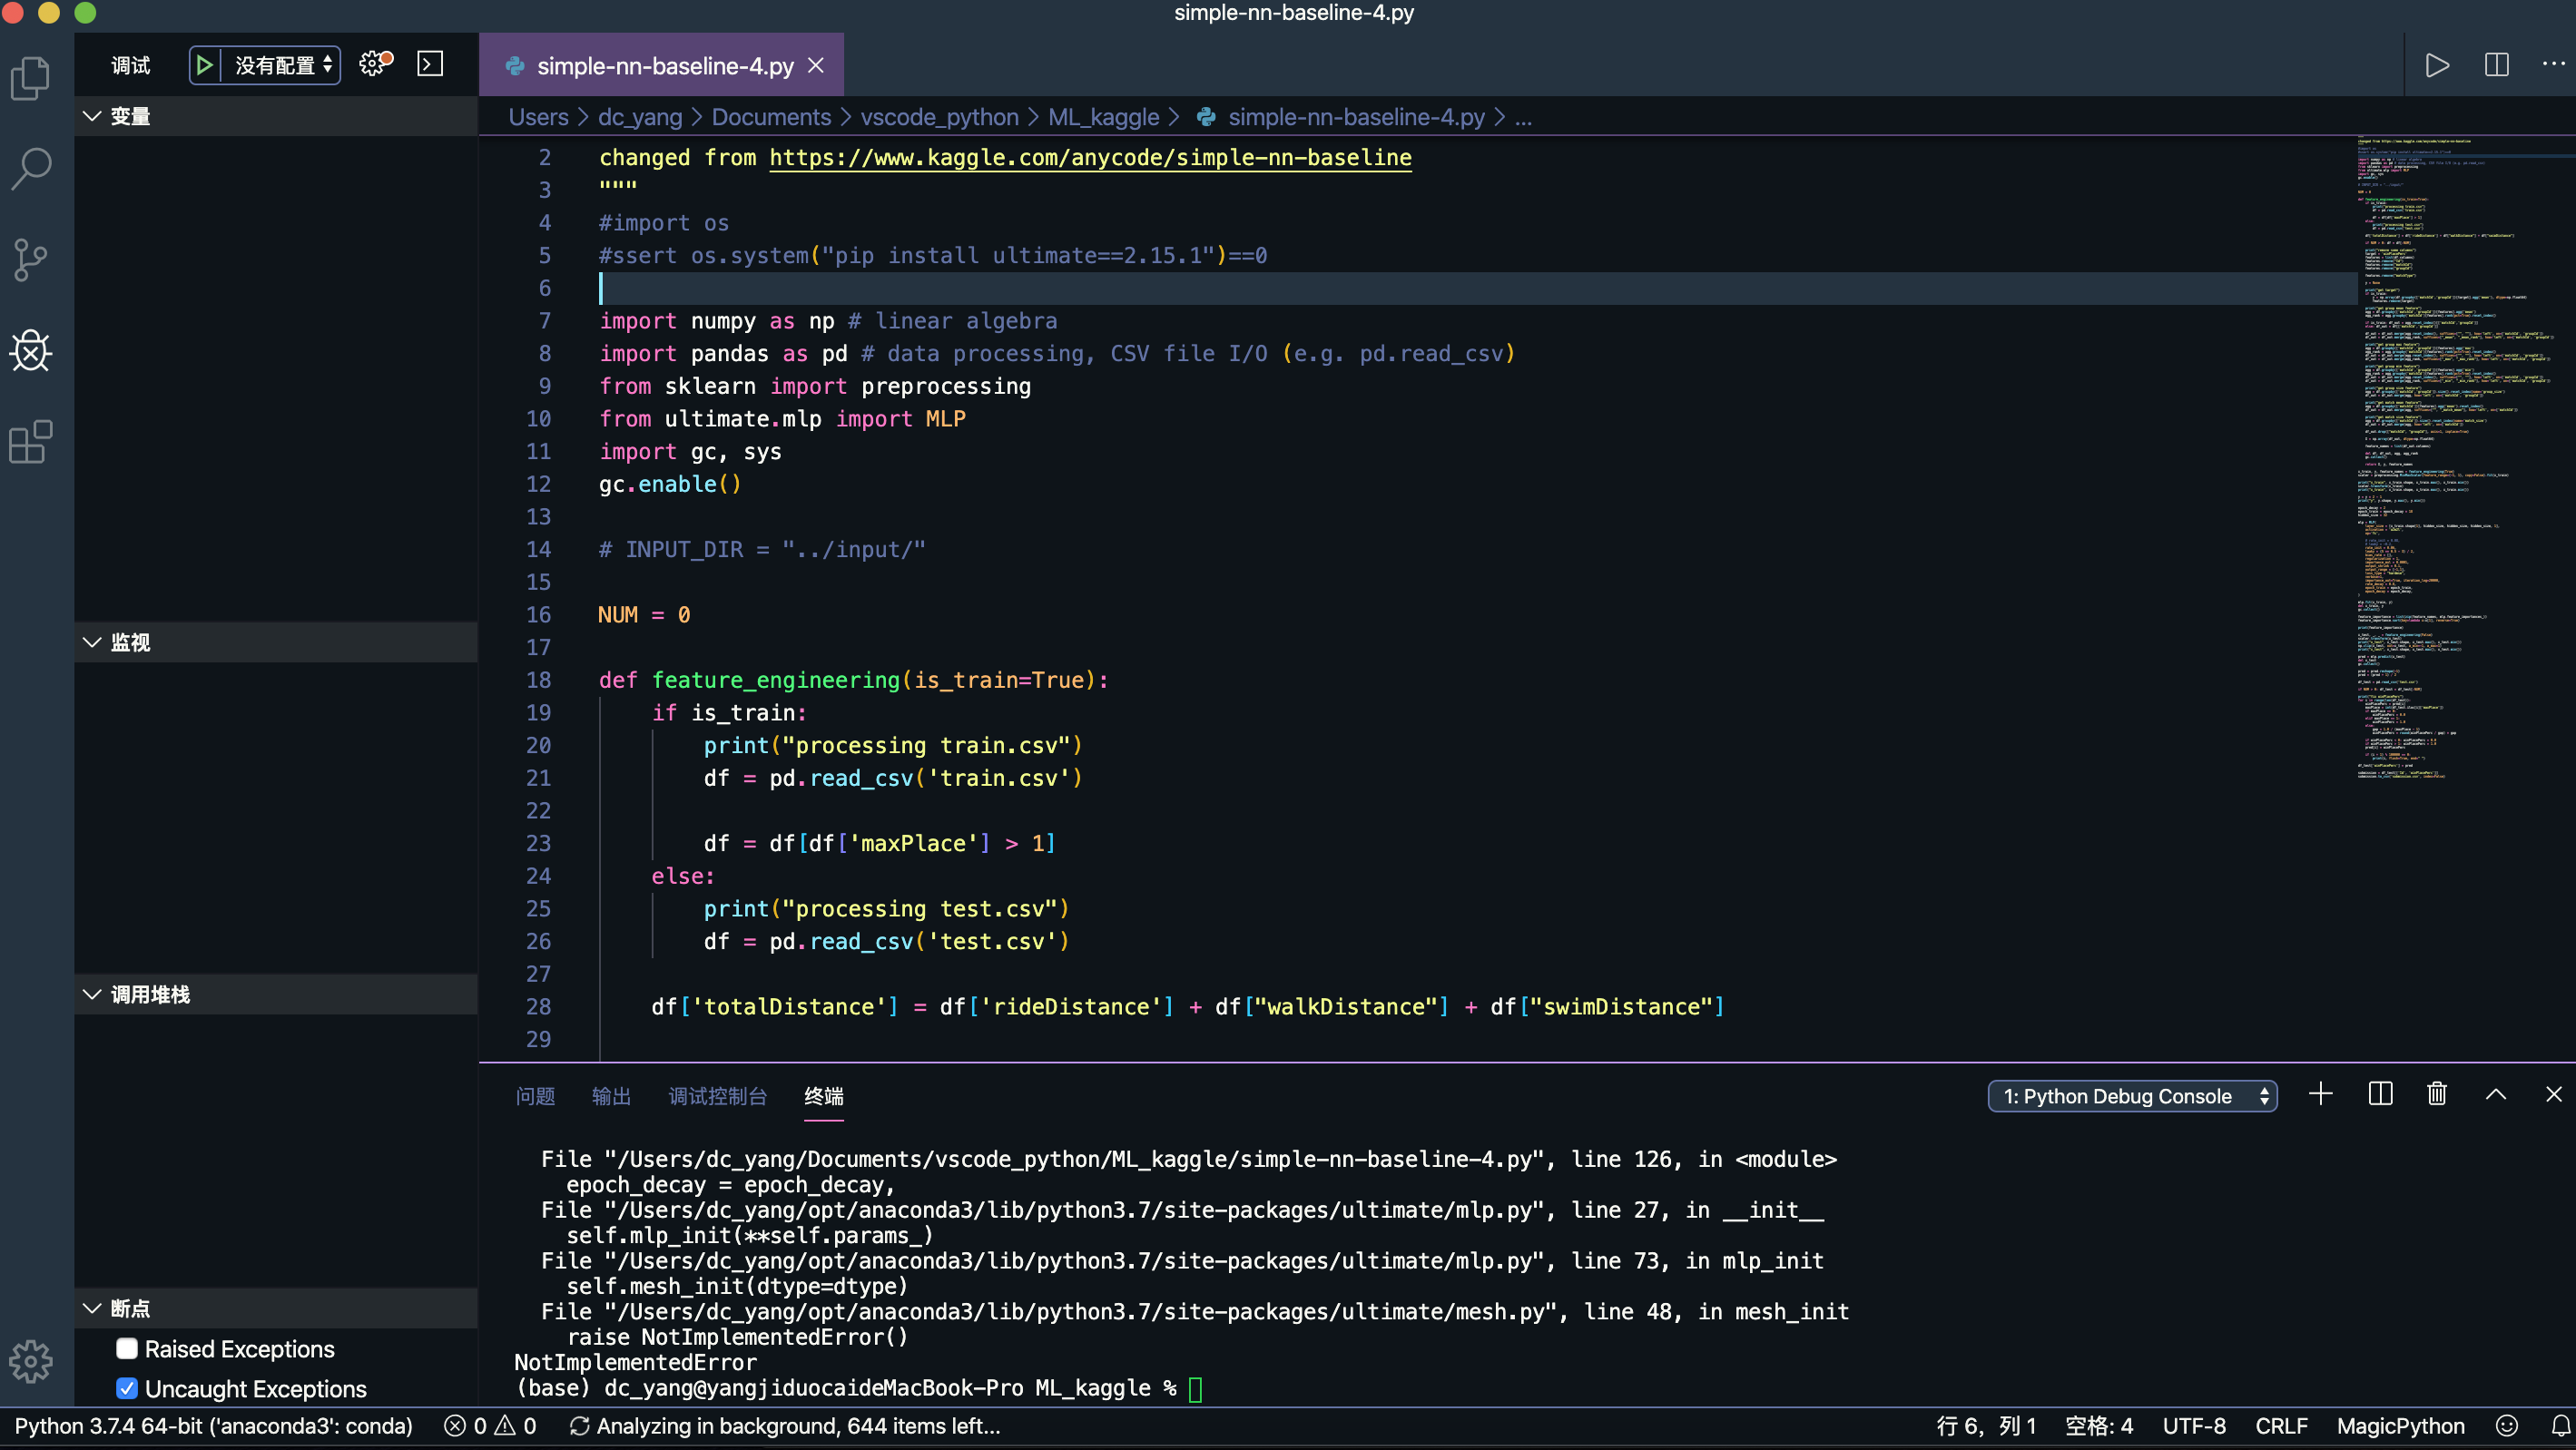 simple-nn-baseline-4.py
调试
没有配置
simple-nn-baseline-4.py
变量
监视
调用堆栈
断点
Raised Exceptions
Uncaught Exceptions
Users > dc_yang > Documents > vscode_python > ML_kaggle > simple-nn-baseline-4.py > ...
2 changed from https://www.kaggle.com/anycode/simple-nn-baseline
3 """
4 #import os
5 #ssert os.system("pip install ultimate==2.15.1")==0
6
7 import numpy as np # linear algebra
8 import pandas as pd # data processing, CSV file I/O (e.g. pd.read_csv)
9 from sklearn import preprocessing
10 from ultimate.mlp import MLP
11 import gc, sys
12 gc.enable()
13
14 # INPUT_DIR = "../input/"
15
16 NUM = 0
17
18 def feature_engineering(is_train=True):
19 if is_train:
20 print("processing train.csv")
21 df = pd.read_csv('train.csv')
22
23 df = df[df['maxPlace'] > 1]
24 else:
25 print("processing test.csv")
26 df = pd.read_csv('test.csv')
27
28 df['totalDistance'] = df['rideDistance'] + df["walkDistance"] + df["swimDistance"]
29
问题 输出 调试控制台 终端
1: Python Debug Console
File "/Users/dc_yang/Documents/vscode_python/ML_kaggle/simple-nn-baseline-4.py", line 126, in <module>
epoch_decay = epoch_decay,
File "/Users/dc_yang/opt/anaconda3/lib/python3.7/site-packages/ultimate/mlp.py", line 27, in __init__
self.mlp_init(**self.params_)
File "/Users/dc_yang/opt/anaconda3/lib/python3.7/site-packages/ultimate/mlp.py", line 73, in mlp_init
self.mesh_init(dtype=dtype)
File "/Users/dc_yang/opt/anaconda3/lib/python3.7/site-packages/ultimate/mesh.py", line 48, in mesh_init
raise NotImplementedError()
NotImplementedError
(base) dc_yang@yangjiduocaideMacBook-Pro ML_kaggle %
Python 3.7.4 64-bit ('anaconda3': conda) 0 0 Analyzing in background, 644 items left... 行 6，列 1 空格: 4 UTF-8 CRLF MagicPython